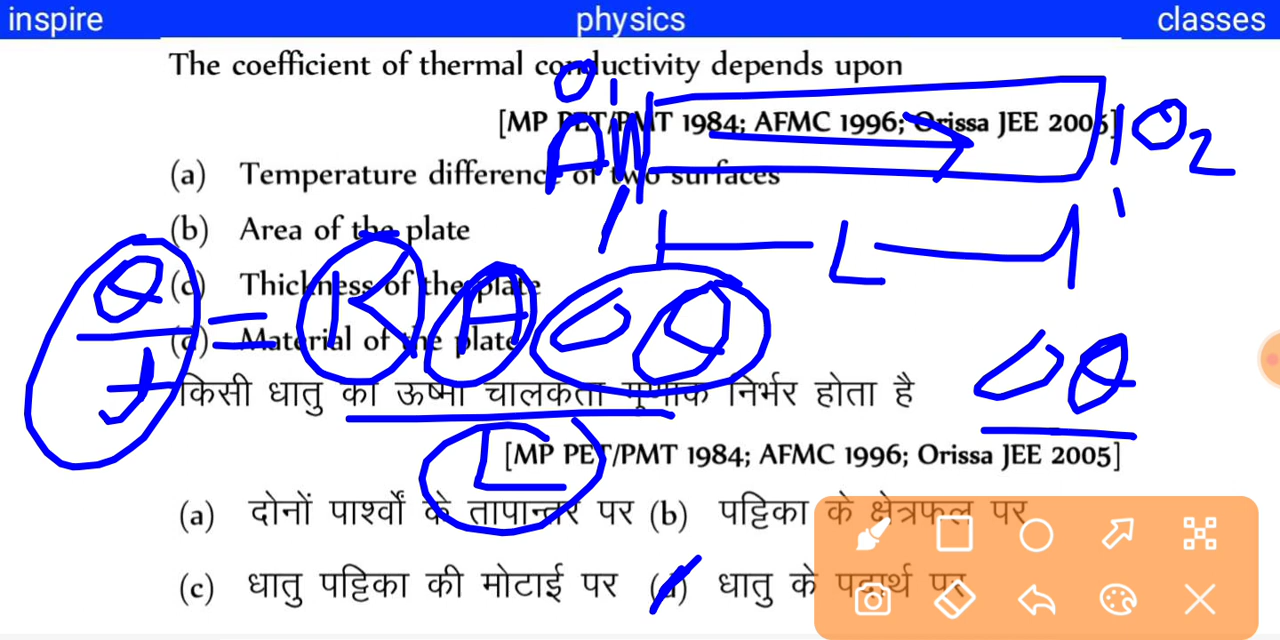 inspire physics classes
The coefficient of thermal conductivity depends upon
[MP PET/PMT 1984; AFMC 1996; Orissa JEE 2005]
(a) Temperature difference of two surfaces
(b) Area of the plate
(c) Thickness of the plate
(d) Material of the plate
किसी धातु का ऊष्मा चालकता गुणांक निर्भर होता है
[MP PET/PMT 1984; AFMC 1996; Orissa JEE 2005]
(a) दोनों पार्श्वों के तापान्तर पर (b) पट्टिका के क्षेत्रफल पर
(c) धातु पट्टिका की मोटाई पर (d) धातु के पदार्थ पर